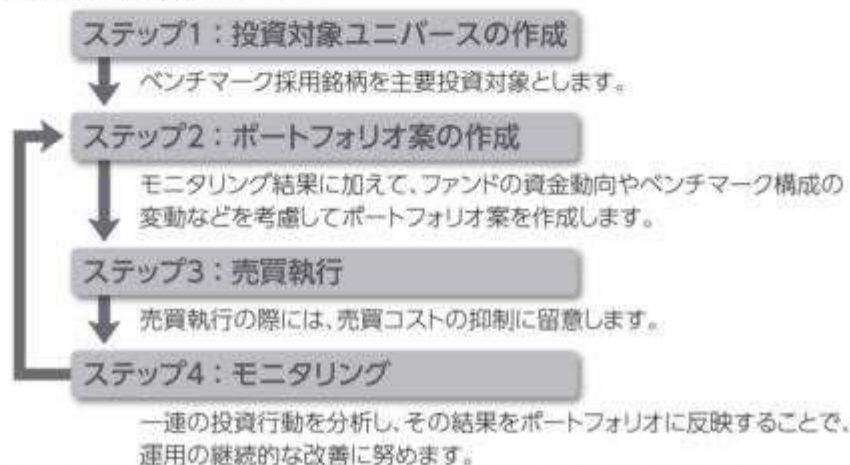 ステップ1：投資対象ユニバースの作成
ベンチマーク採用銘柄を主要投資対象とします。
ステップ2：ポートフォリオ案の作成
モニタリング結果に加えて、ファンドの資金動向やベンチマーク構成の
変動などを考慮してポートフォリオ案を作成します。
ステップ3：売買執行
売買執行の際には、売買コストの抑制に留意します。
ステップ4：モニタリング
一連の投資行動を分析し、その結果をポートフォリオに反映することで、
運用の継続的な改善に努めます。